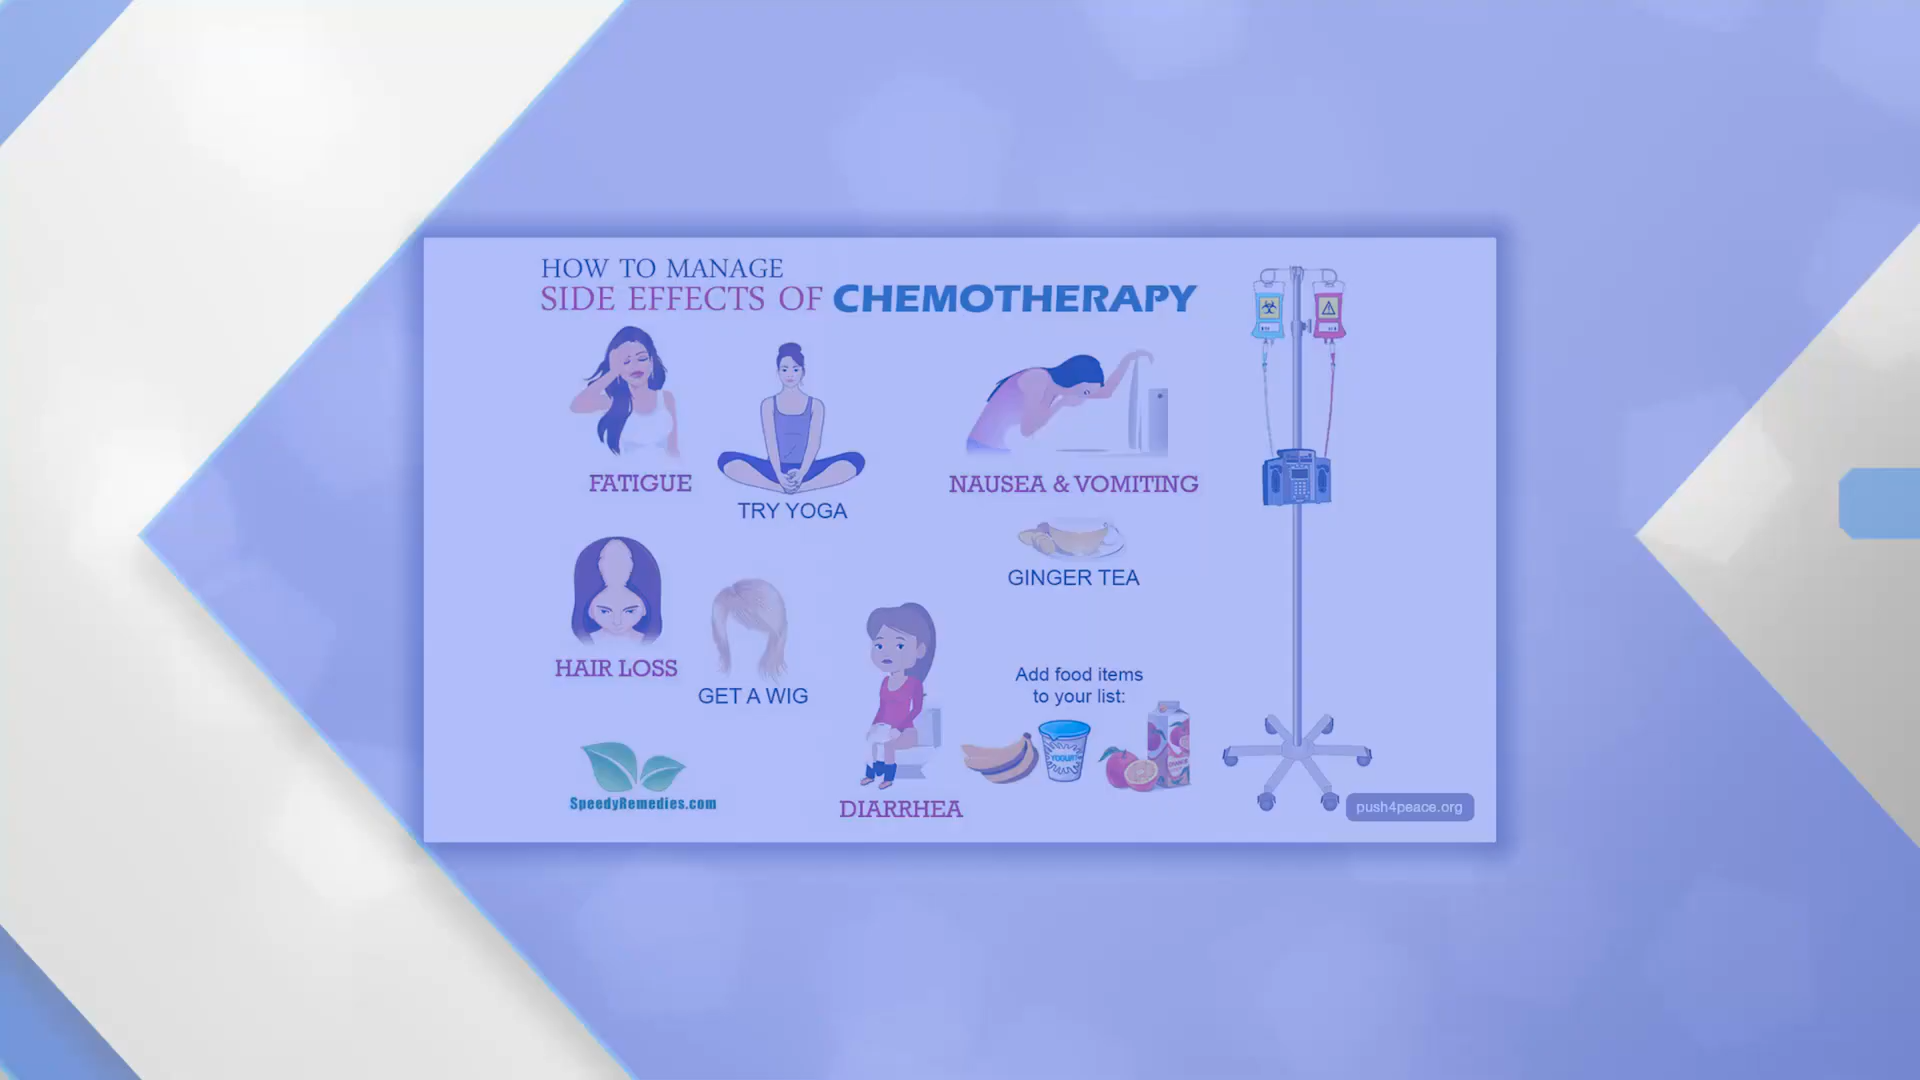 HOW TO MANAGE
SIDE EFFECTS OF CHEMOTHERAPY
FATIGUE
TRY YOGA
NAUSEA & VOMITING
GINGER TEA
HAIR LOSS
GET A WIG
Add food items
to your list:
YOGURT
DIARRHEA
SpeedyRemedies.com
push4peace.org